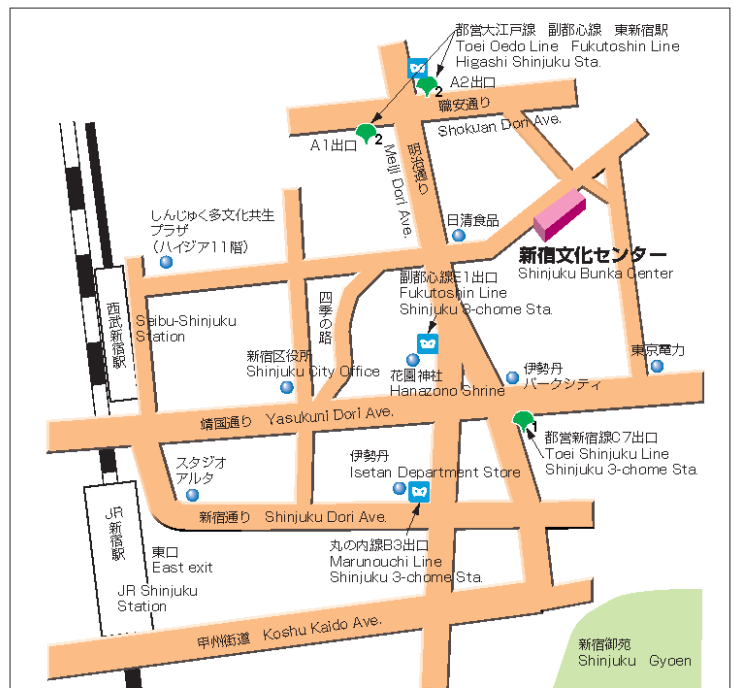 都営大江戸線 副都心線 東新宿駅
Toei Oedo Line Fukutoshin Line
Higashi Shinjuku Sta.
A2出口
2
職安通り
Shokuan Dori Ave.
2
A1出口
明治通り
Meiji Dori Ave.
日清食品
しんじゅく多文化共生
プラザ
(ハイジア11階)
新宿文化センター
Shinjuku Bunka Center
副都心線E1出口
Fukutoshin Line
Shinjuku 3-chome Sta.
四季の路
西武新宿駅
Seibu-Shinjuku
Station
新宿区役所
Shinjuku City Office
花園神社
Hanazono Shrine
伊勢丹
パークシティ
東京電力
靖国通り Yasukuni Dori Ave.
1
都営新宿線C7出口
Toei Shinjuku Line
Shinjuku 3-chome Sta.
スタジオ
アルタ
伊勢丹
Isetan Department Store
新宿通り Shinjuku Dori Ave.
JR新宿駅
東口
East exit
JR Shinjuku
Station
丸の内線B3出口
Marunouchi Line
Shinjuku 3-chome Sta.
甲州街道 Koshu Kaido Ave.
新宿御苑
Shinjuku Gyoen